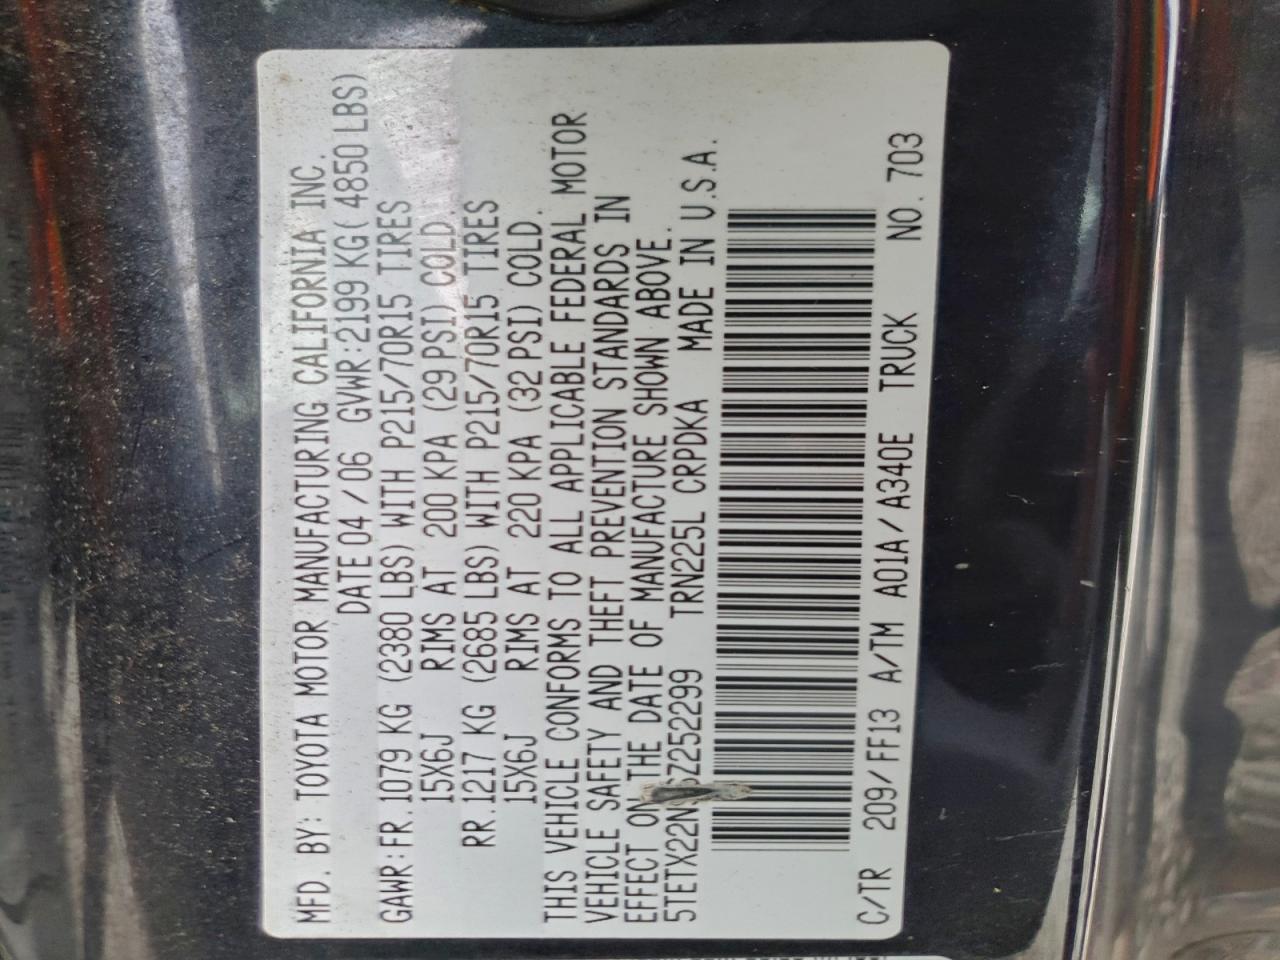 MFD. BY: TOYOTA MOTOR MANUFACTURING CALIFORNIA INC.
DATE 04 / 06 GVWR:2199 KG( 4850 LBS)
GAWR:FR.1079 KG (2380 LBS) WITH P215/70R15 TIRES
15X6J RIMS AT 200 KPA (29 PSI) COLD.
RR.1217 KG (2685 LBS) WITH P215/70R15 TIRES
15X6J RIMS AT 220 KPA (32 PSI) COLD.
THIS VEHICLE CONFORMS TO ALL APPLICABLE FEDERAL MOTOR
VEHICLE SAFETY AND THEFT PREVENTION STANDARDS IN
EFFECT ON THE DATE OF MANUFACTURE SHOWN ABOVE.
TRN225L CRPDKA MADE IN U.S.A.
C/TR 209/FF13 A/TM A01A/A340E TRUCK NO. 703